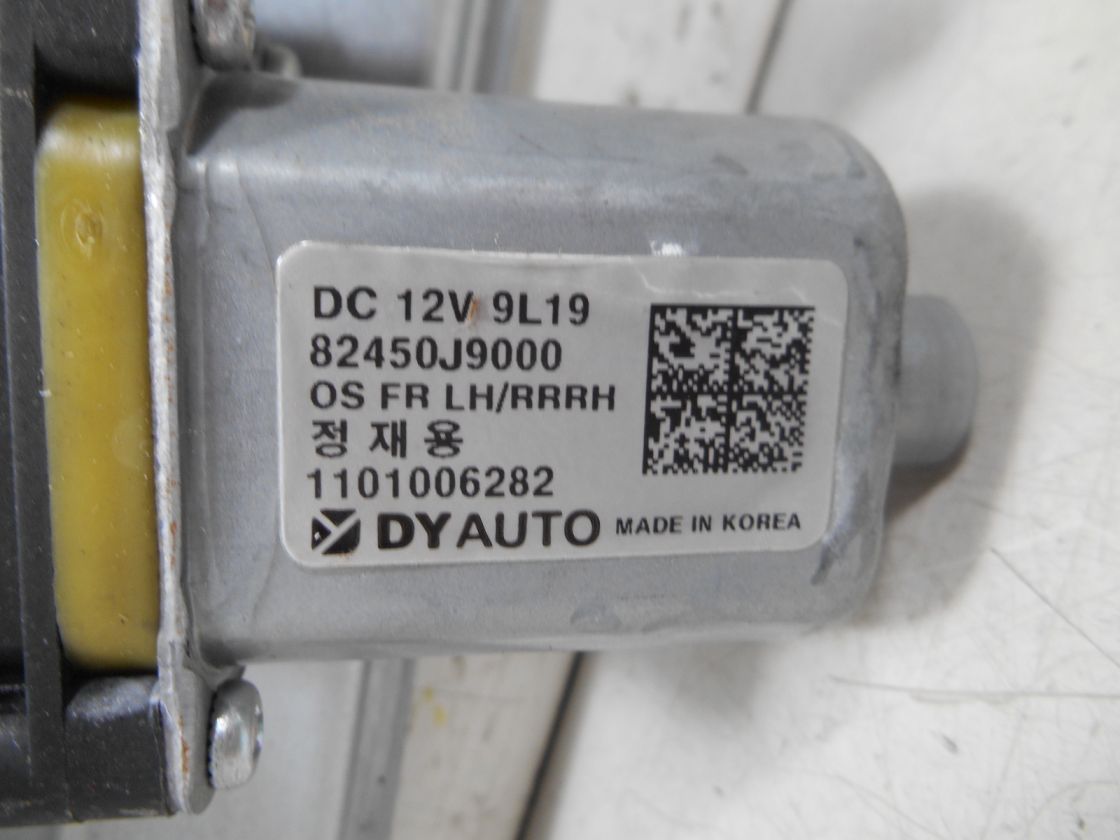 DC 12V 9L19
82450J9000
OS FR LH/RRRH
정재용
1101006282
DYAUTO MADE IN KOREA